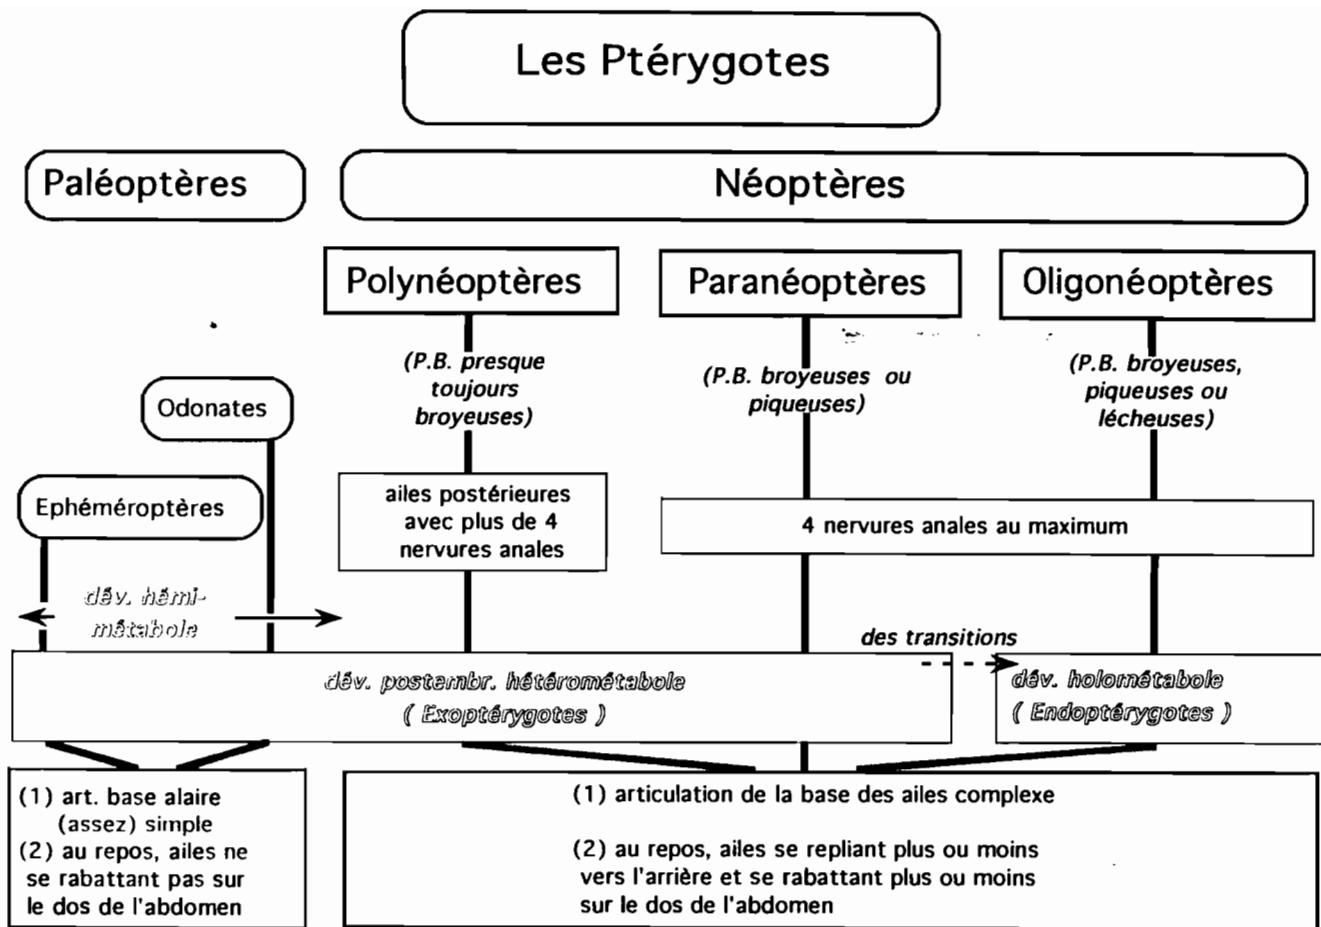 Les Ptérygotes
Paléoptères
Néoptères
Polynéoptères
Paranéoptères
Oligonéoptères
(P.B. presque
toujours
broyeuses)
(P.B. broyeuses ou
piqueuses)
(P.B. broyeuses,
piqueuses ou
lécheuses)
Odonates
Ephéméroptères
ailes postérieures
avec plus de 4
nervures anales
4 nervures anales au maximum
dév. hémi-
métabole
des transitions
dév. postembr. hétérométabole
( Exoptérygotes )
dév. holométabole
( Endoptérygotes )
(1) art. base alaire
(assez) simple
(2) au repos, ailes ne
se rabattant pas sur
le dos de l'abdomen
(1) articulation de la base des ailes complexe
(2) au repos, ailes se repliant plus ou moins
vers l'arrière et se rabattant plus ou moins
sur le dos de l'abdomen